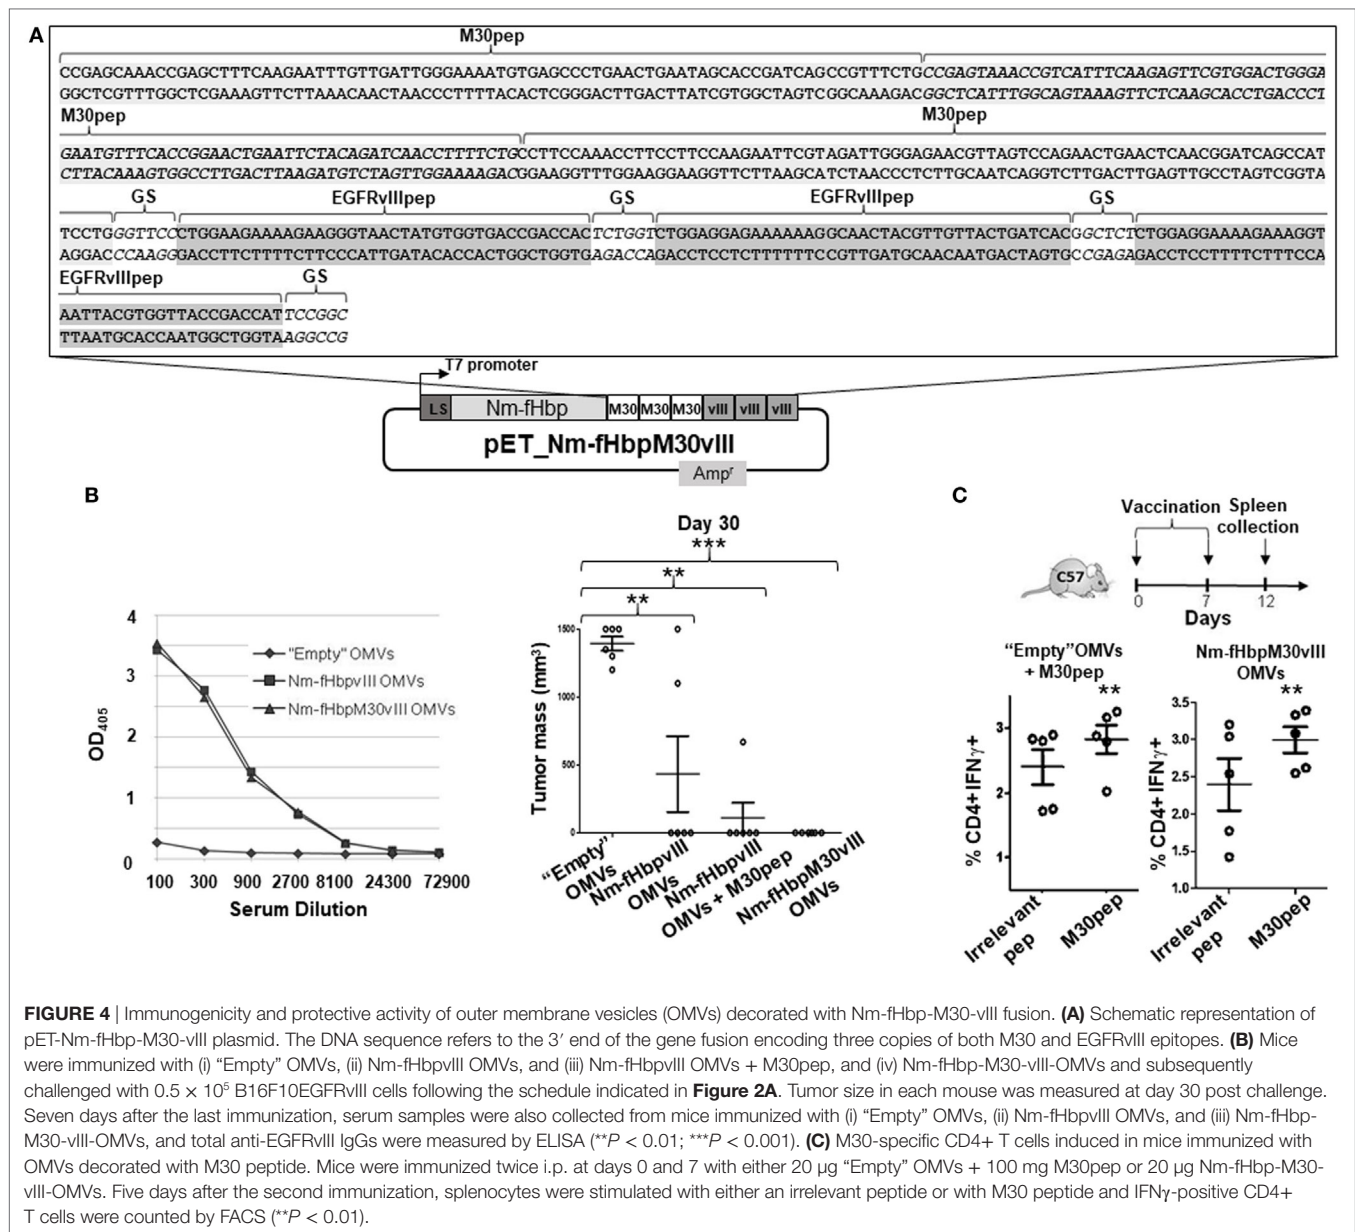 A
M30pep
CCGAGCAAACCGAGCTTTCAAGAATTTGTTGATTGGGAAAATGTGAGCCCTGAACTGAATAGCACCGATCAGCCGTTTCTGCCGAGTAAACCGTCATTTCAAGAGTTCGTGGACTGGGA
GGCTCGTTTGGCTCGAAAGTTCTTAAACAACTAACCCTTTTACACTCGGGACTTGACTTATCGTGGCTAGTCGGCAAAGACGGCTCATTTGGCAGTAAAGTTCTCAAGCACCTGACCCT
M30pep M30pep
GAATGTTTCACCGGAACTGAATTCTACAGATCAACCTTTTCTGCCTTCCAAACCTTCCTTCCAAGAATTCGTAGATTGGGAGAACGTTAGTCCAGAACTGAACTCAACGGATCAGCCAT
CTTACAAAGTGGCCTTGACTTAAGATGTCTAGTTGGAAAAGACGGAAGGTTTGGAAGGAAGGTTCTTAAGCATCTAACCCTCTTGCAATCAGGTCTTGACTTGAGTTGCCTAGTCGGTA
GS EGFRvIIIpep GS EGFRvIIIpep GS
TCCTGGGTTCCCTGGAAGAAAAGAAGGGTAACTATGTGGTGACCGACCACTCTGGTCTGGAGGAGAAAAAAGGCAACTACGTTGTTACTGATCACGGCTCTCTGGAGGAAAAGAAAGGT
AGGACCCAAGGGACCTTCTTTTCTTCCCATTGATACACCACTGGCTGGTGAGACCAGACCTCCTCTTTTTTCCGTTGATGCAACAATGACTAGTGCCGAGAGACCTCCTTTTCTTTCCA
EGFRvIIIpep GS
AATTACGTGGTTACCGACCATTCCGGC
TTAATGCACCAATGGCTGGTAAGGCCG
T7 promoter
LS Nm-fHbp M30 M30 M30 vIII vIII vIII
pET_Nm-fHbpM30vIII
Ampr
B
4
3
2
1
0
OD405
"Empty" OMVs
Nm-fHbpvIII OMVs
Nm-fHbpM30vIII OMVs
100 300 900 2700 8100 24300 72900
Serum Dilution
Day 30
***
**
**
1500
1000
500
0
Tumor mass (mm3)
"Empty" OMVs
Nm-fHbpvIII OMVs
Nm-fHbpvIII OMVs + M30pep
Nm-fHbpM30vIII OMVs
C
Vaccination Spleen collection
C57
0 7 12
Days
"Empty"OMVs + M30pep
**
3
2
1
% CD4+IFNγ+
Irrelevant pep
M30pep
Nm-fHbpM30vIII OMVs
**
3.5
3.0
2.5
2.0
1.5
1.0
% CD4+ IFNγ+
Irrelevant pep
M30pep
FIGURE 4 | Immunogenicity and protective activity of outer membrane vesicles (OMVs) decorated with Nm-fHbp-M30-vIII fusion. (A) Schematic representation of
pET-Nm-fHbp-M30-vIII plasmid. The DNA sequence refers to the 3′ end of the gene fusion encoding three copies of both M30 and EGFRvIII epitopes. (B) Mice
were immunized with (i) “Empty” OMVs, (ii) Nm-fHbpvIII OMVs, and (iii) Nm-fHbpvIII OMVs + M30pep, and (iv) Nm-fHbp-M30-vIII-OMVs and subsequently
challenged with 0.5 × 10⁵ B16F10EGFRvIII cells following the schedule indicated in Figure 2A. Tumor size in each mouse was measured at day 30 post challenge.
Seven days after the last immunization, serum samples were also collected from mice immunized with (i) “Empty” OMVs, (ii) Nm-fHbpvIII OMVs, and (iii) Nm-fHbp-
M30-vIII-OMVs, and total anti-EGFRvIII IgGs were measured by ELISA (**P < 0.01; ***P < 0.001). (C) M30-specific CD4+ T cells induced in mice immunized with
OMVs decorated with M30 peptide. Mice were immunized twice i.p. at days 0 and 7 with either 20 μg “Empty” OMVs + 100 mg M30pep or 20 μg Nm-fHbp-M30-
vIII-OMVs. Five days after the second immunization, splenocytes were stimulated with either an irrelevant peptide or with M30 peptide and IFNγ-positive CD4+
T cells were counted by FACS (**P < 0.01).